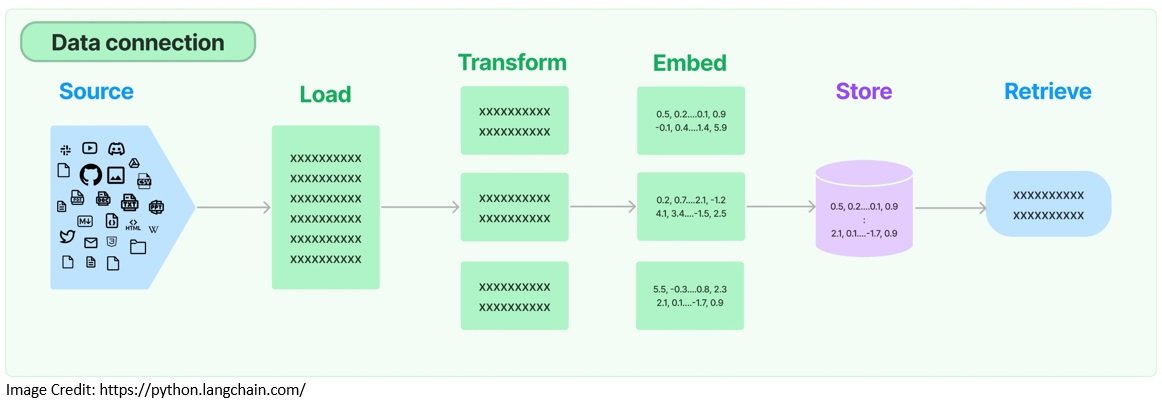 Data connection
Source
CSV
PDF
TXT
PPT
M
HTML
W
Load
XXXXXXXXXX
XXXXXXXXXX
XXXXXXXXXX
XXXXXXXXXX
XXXXXXXXXX
XXXXXXXXXX
Transform
XXXXXXXXXX
XXXXXXXXXX
XXXXXXXXXX
XXXXXXXXXX
XXXXXXXXXX
XXXXXXXXXX
Embed
0.5, 0.2....0.1, 0.9
-0.1, 0.4....1.4, 5.9
0.2, 0.7....2.1, -1.2
4.1, 3.4....-1.5, 2.5
5.5, -0.3....0.8, 2.3
2.1, 0.1....-1.7, 0.9
Store
0.5, 0.2....0.1, 0.9
:
2.1, 0.1....-1.7, 0.9
Retrieve
XXXXXXXXXX
XXXXXXXXXX
Image Credit: https://python.langchain.com/